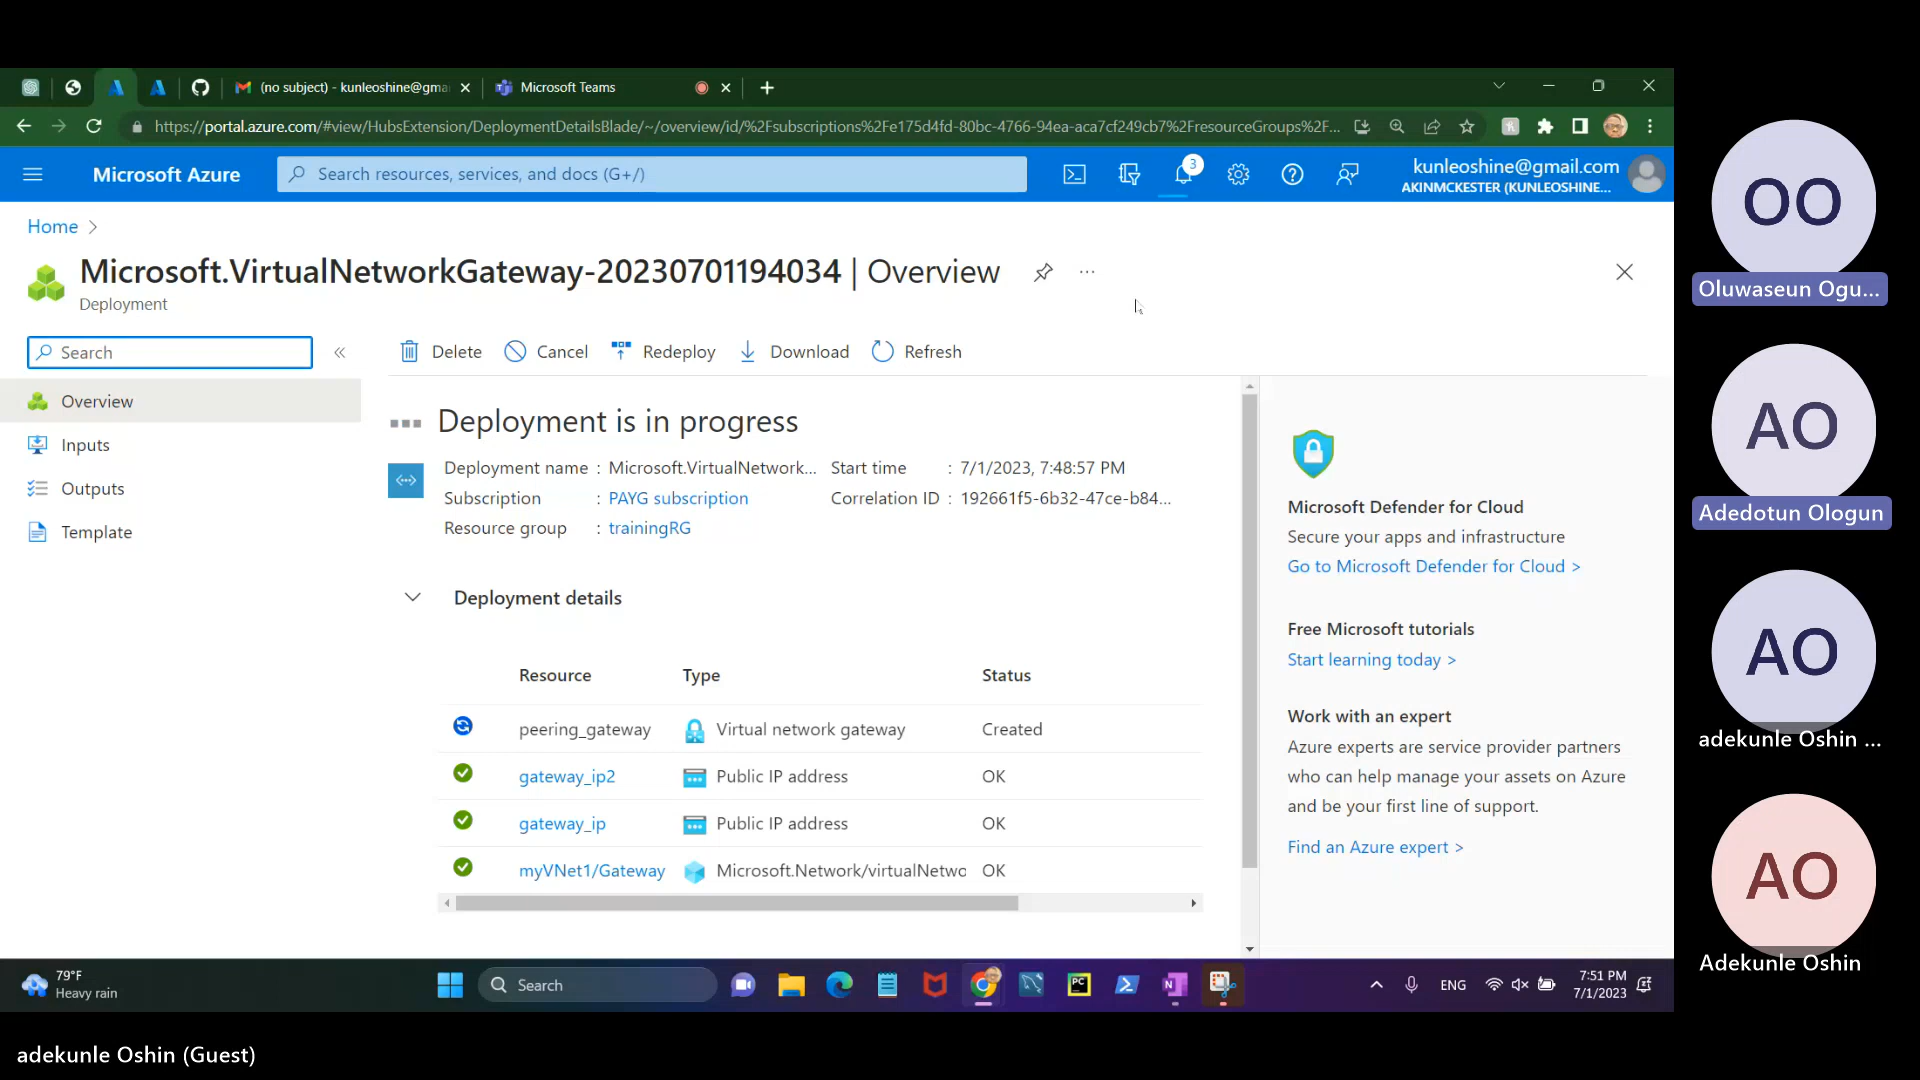 (no subject) - kunleoshine@gmai
Microsoft Teams
https://portal.azure.com/#view/HubsExtension/DeploymentDetailsBlade/~/overview/id/%2Fsubscriptions%2Fe175d4fd-80bc-4766-94ea-aca7cf249cb7%2FresourceGroups%2F...
Microsoft Azure
Search resources, services, and docs (G+/)
3
kunleoshine@gmail.com
AKINMCKESTER (KUNLEOSHINE...
Home
Microsoft.VirtualNetworkGateway-20230701194034 | Overview
Deployment
Search
Delete
Cancel
Redeploy
Download
Refresh
Overview
Inputs
Outputs
Template
Deployment is in progress
Deployment name : Microsoft.VirtualNetwork...
Subscription : PAYG subscription
Resource group : trainingRG
Start time : 7/1/2023, 7:48:57 PM
Correlation ID : 192661f5-6b32-47ce-b84...
Deployment details
Resource Type Status
peering_gateway Virtual network gateway Created
gateway_ip2 Public IP address OK
gateway_ip Public IP address OK
myVNet1/Gateway Microsoft.Network/virtualNetwo OK
Microsoft Defender for Cloud
Secure your apps and infrastructure
Go to Microsoft Defender for Cloud >
Free Microsoft tutorials
Start learning today >
Work with an expert
Azure experts are service provider partners
who can help manage your assets on Azure
and be your first line of support.
Find an Azure expert >
79°F
Heavy rain
Search
PC
N
ENG
7:51 PM
7/1/2023
OO
Oluwaseun Ogu...
AO
Adedotun Ologun
AO
adekunle Oshin ...
AO
Adekunle Oshin
adekunle Oshin (Guest)